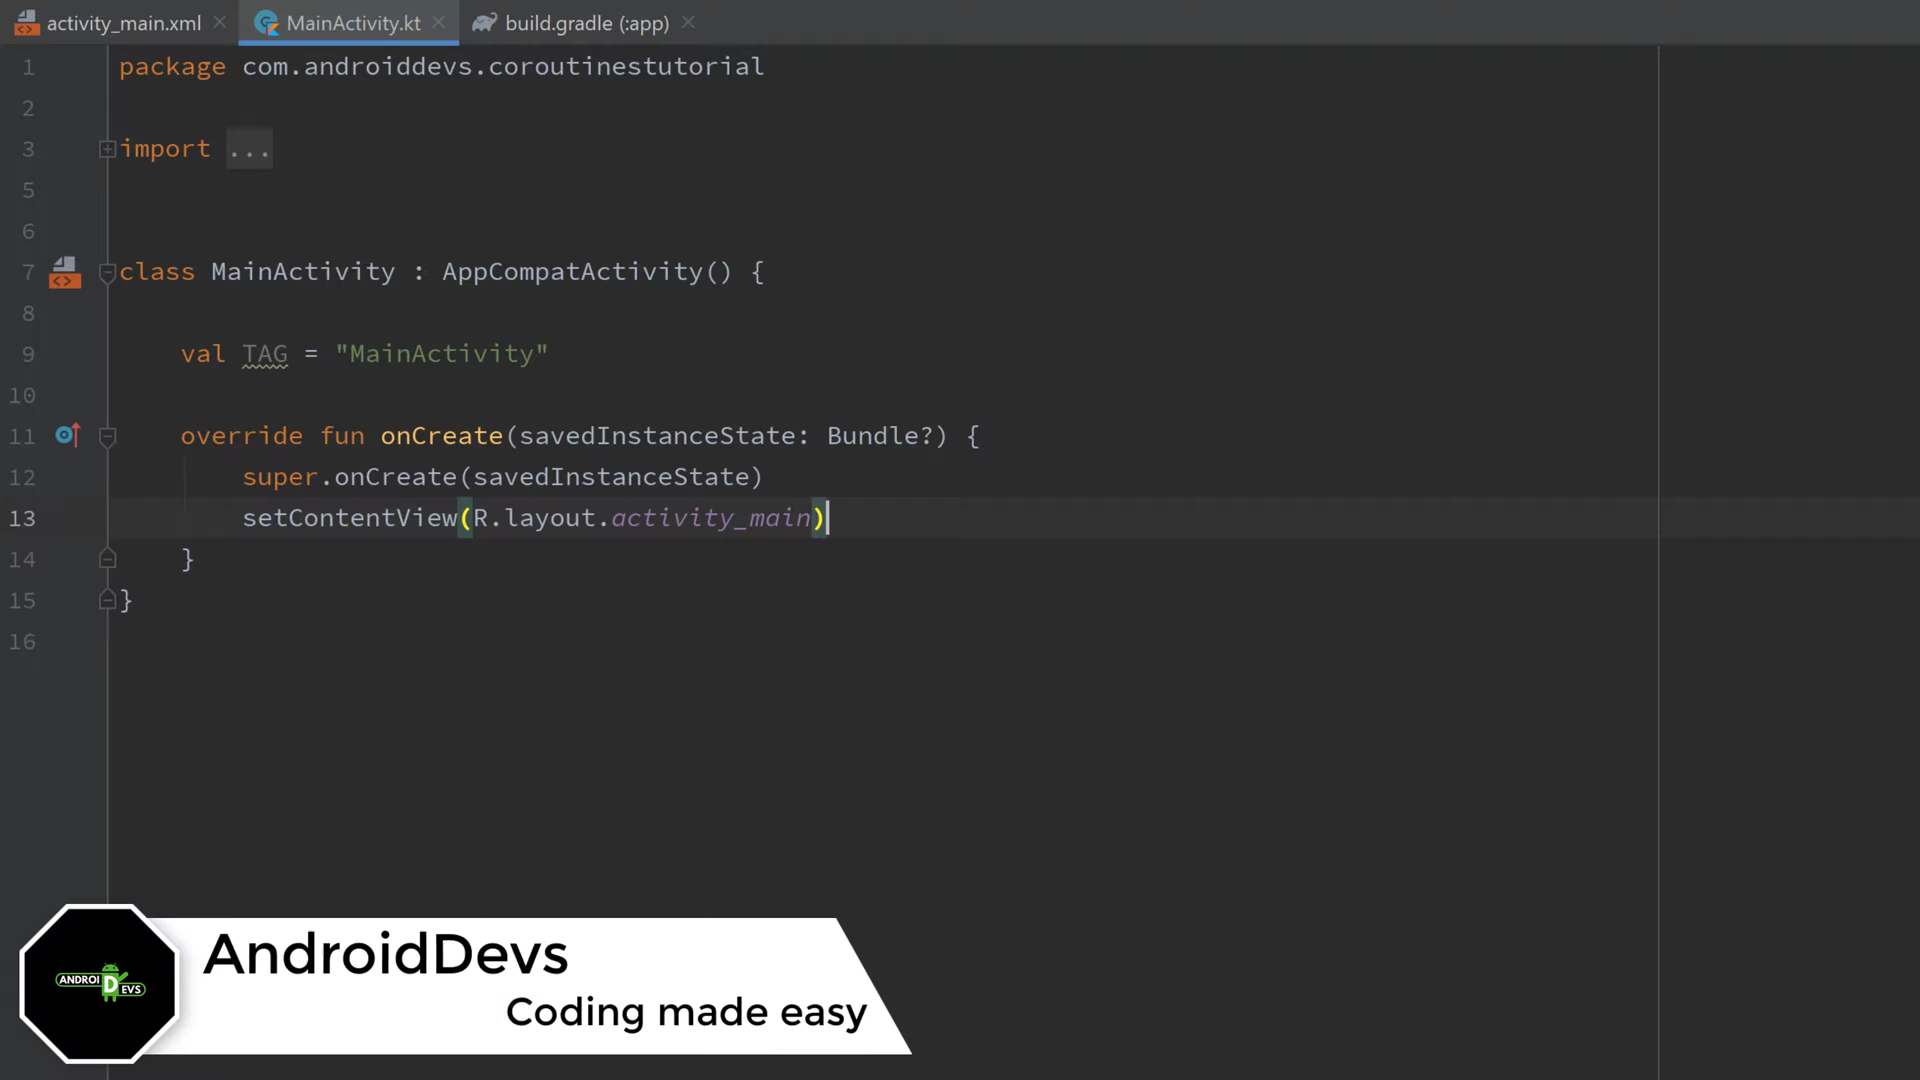 activity_main.xml MainActivity.kt build.gradle (:app)
1 package com.androiddevs.coroutinestutorial
2
3 import ...
5
6
7 class MainActivity : AppCompatActivity() {
8
9 val TAG = "MainActivity"
10
11 override fun onCreate(savedInstanceState: Bundle?) {
12 super.onCreate(savedInstanceState)
13 setContentView(R.layout.activity_main)
14 }
15 }
16
AndroidDevs
ANDROIDEVS
Coding made easy